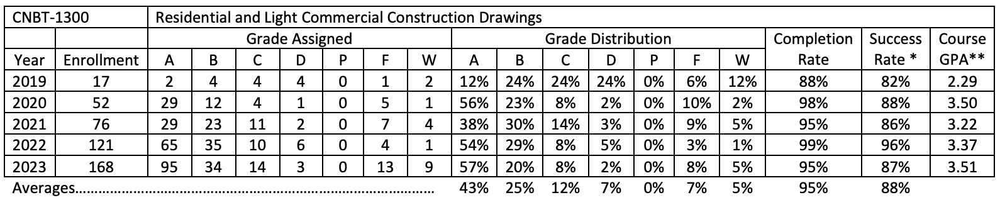 CNBT-1300 Residential and Light Commercial Construction Drawings
Grade Assigned Grade Distribution Completion Success Course
Year Enrollment A B C D P F W A B C D P F W Rate Rate * GPA**
2019 17 2 4 4 4 0 1 2 12% 24% 24% 24% 0% 6% 12% 88% 82% 2.29
2020 52 29 12 4 1 0 5 1 56% 23% 8% 2% 0% 10% 2% 98% 88% 3.50
2021 76 29 23 11 2 0 7 4 38% 30% 14% 3% 0% 9% 5% 95% 86% 3.22
2022 121 65 35 10 6 0 4 1 54% 29% 8% 5% 0% 3% 1% 99% 96% 3.37
2023 168 95 34 14 3 0 13 9 57% 20% 8% 2% 0% 8% 5% 95% 87% 3.51
Averages.......................................................................................... 43% 25% 12% 7% 0% 7% 5% 95% 88%